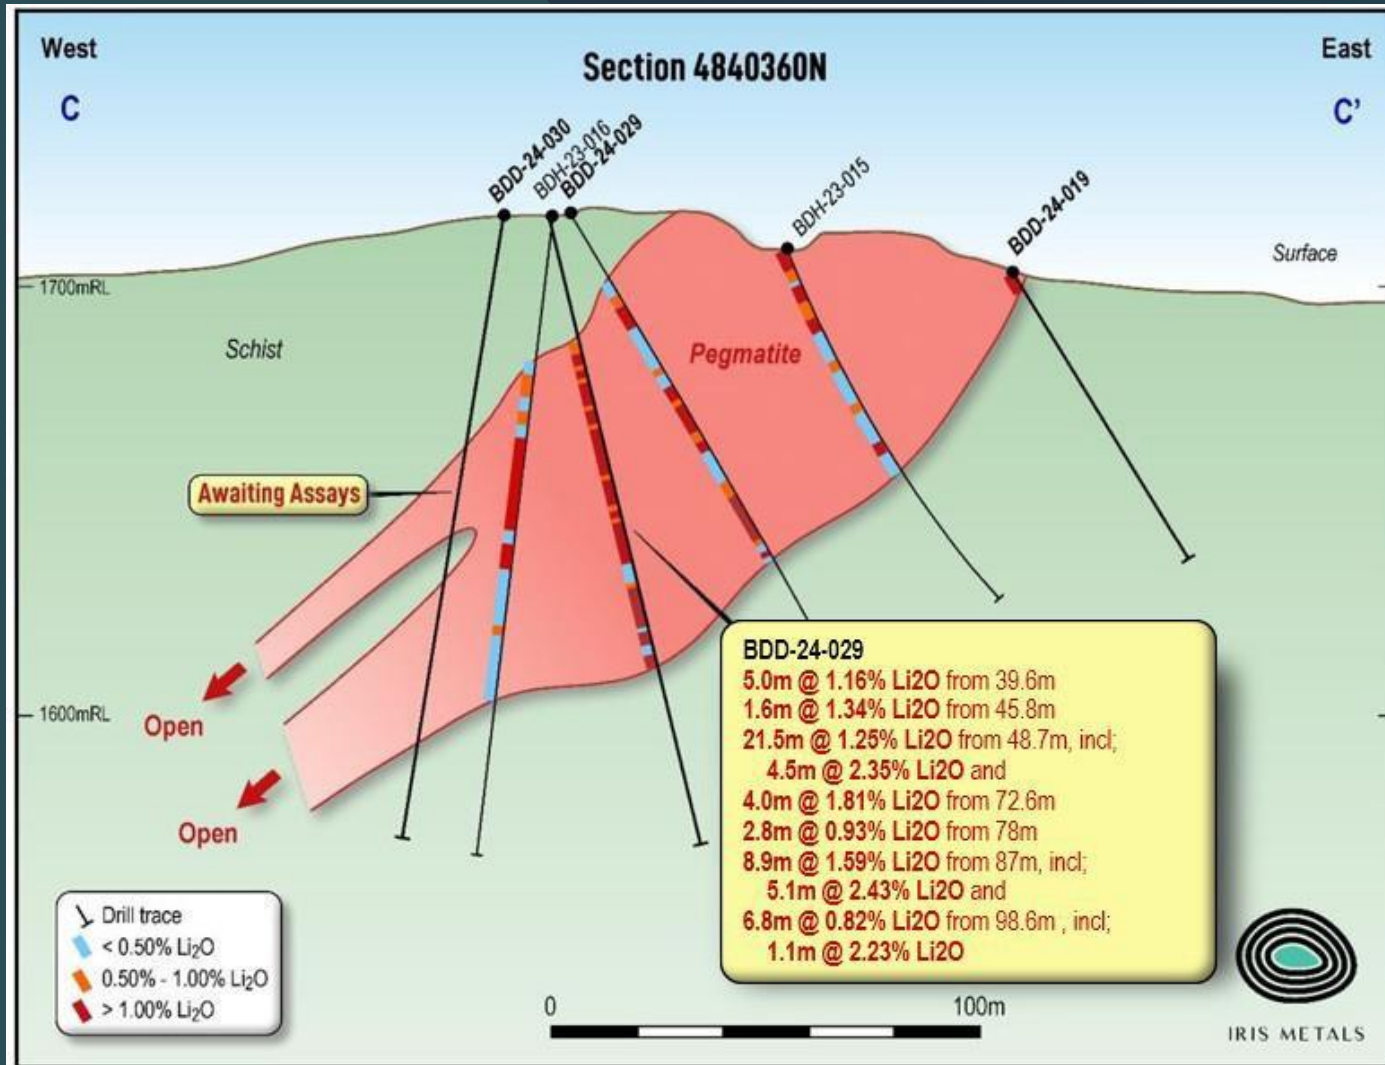 West
Section 4840360N
East
C
C'
BDD-24-030
BDH-23-016
BDD-24-029
BDH-23-015
BDD-24-019
Surface
1700mRL
Schist
Pegmatite
Awaiting Assays
1600mRL
Open
Open
BDD-24-029
5.0m @ 1.16% Li2O from 39.6m
1.6m @ 1.34% Li2O from 45.8m
21.5m @ 1.25% Li2O from 48.7m, incl;
4.5m @ 2.35% Li2O and
4.0m @ 1.81% Li2O from 72.6m
2.8m @ 0.93% Li2O from 78m
8.9m @ 1.59% Li2O from 87m, incl;
5.1m @ 2.43% Li2O and
6.8m @ 0.82% Li2O from 98.6m , incl;
1.1m @ 2.23% Li2O
Drill trace
< 0.50% Li₂O
0.50% - 1.00% Li₂O
> 1.00% Li₂O
0
100m
IRIS METALS